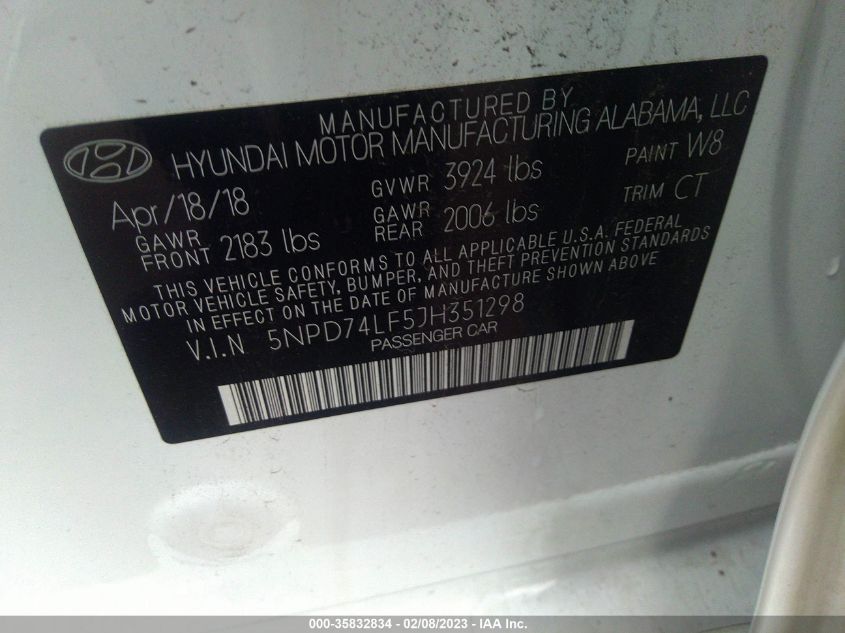 MANUFACTURED BY
HYUNDAI MOTOR MANUFACTURING ALABAMA, LLC
Apr/18/18 GVWR 3924 lbs PAINT W8
GAWR FRONT 2183 lbs GAWR REAR 2006 lbs TRIM CT
THIS VEHICLE CONFORMS TO ALL APPLICABLE U.S.A. FEDERAL
MOTOR VEHICLE SAFETY, BUMPER, AND THEFT PREVENTION STANDARDS
IN EFFECT ON THE DATE OF MANUFACTURE SHOWN ABOVE
V.I.N 5NPD74LF5JH351298
PASSENGER CAR
000-35832834 | 02/08/2023 - IAA Inc.